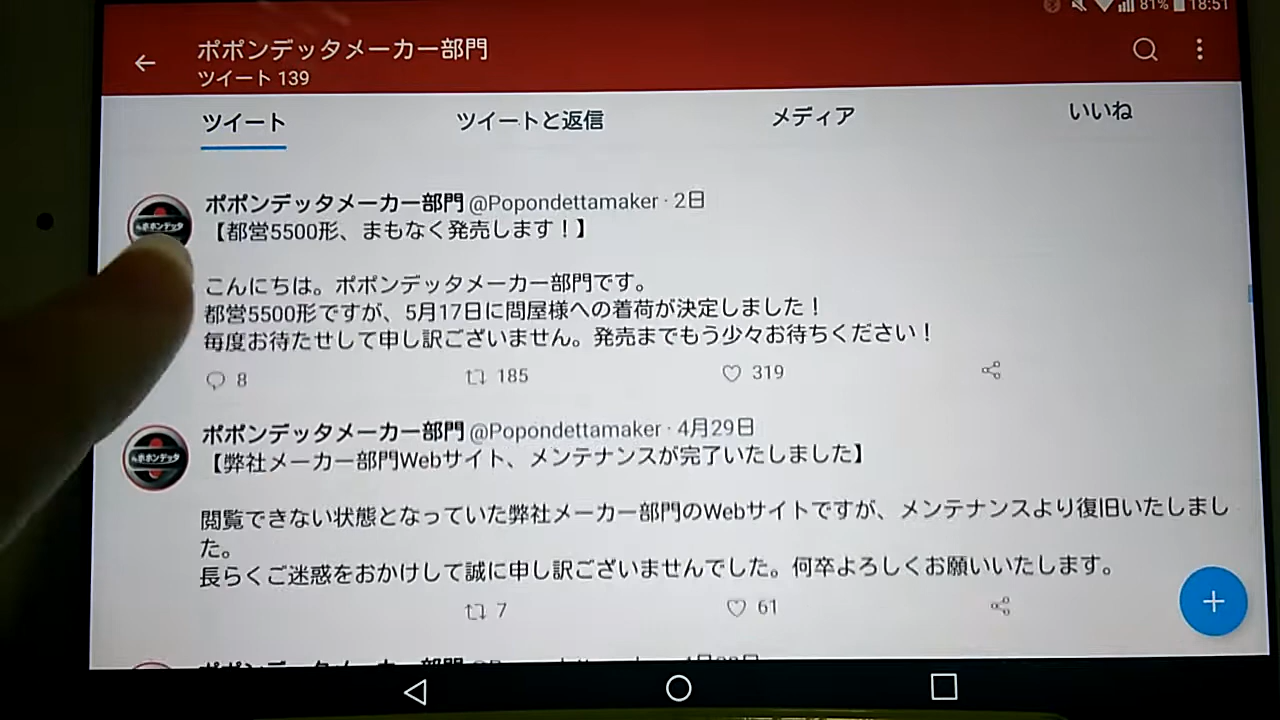 81% 18:51
ポポンデッタメーカー部門
ツイート 139
ツイート ツイートと返信 メディア いいね
ポポンデッタメーカー部門 @Popondettamaker · 2日
【都営5500形、まもなく発売します！】
こんにちは。ポポンデッタメーカー部門です。
都営5500形ですが、5月17日に問屋様への着荷が決定しました！
毎度お待たせして申し訳ございません。発売までもう少々お待ちください！
8 185 319
ポポンデッタメーカー部門 @Popondettamaker · 4月29日
【弊社メーカー部門Webサイト、メンテナンスが完了いたしました】
閲覧できない状態となっていた弊社メーカー部門のWebサイトですが、メンテナンスより復旧いたしまし
た。
長らくご迷惑をおかけして誠に申し訳ございませんでした。何卒よろしくお願いいたします。
7 61